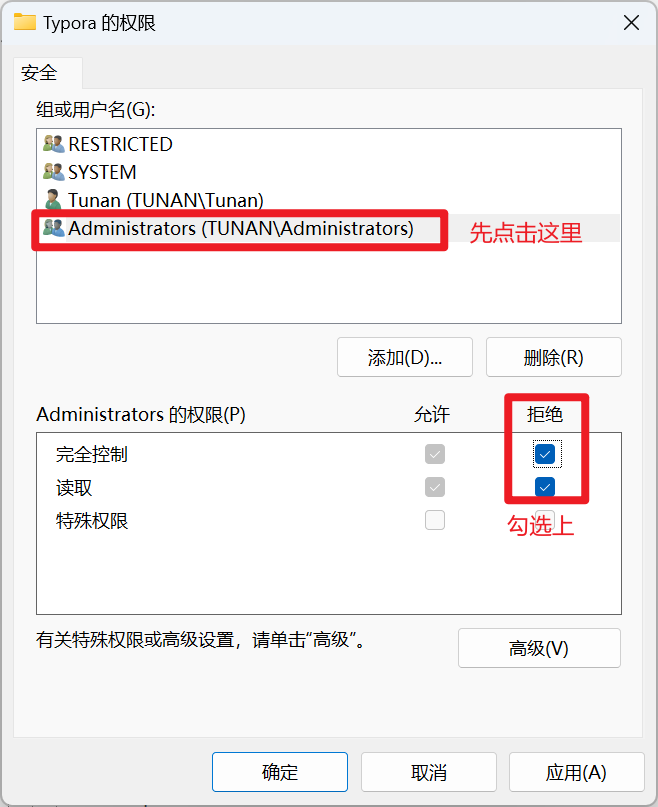 Typora 的权限
安全
组或用户名(G):
RESTRICTED
SYSTEM
Tunan (TUNAN\Tunan)
Administrators (TUNAN\Administrators)
先点击这里
添加(D)...
删除(R)
Administrators 的权限(P)
允许
拒绝
完全控制
读取
特殊权限
勾选上
有关特殊权限或高级设置，请单击“高级”。
高级(V)
确定
取消
应用(A)